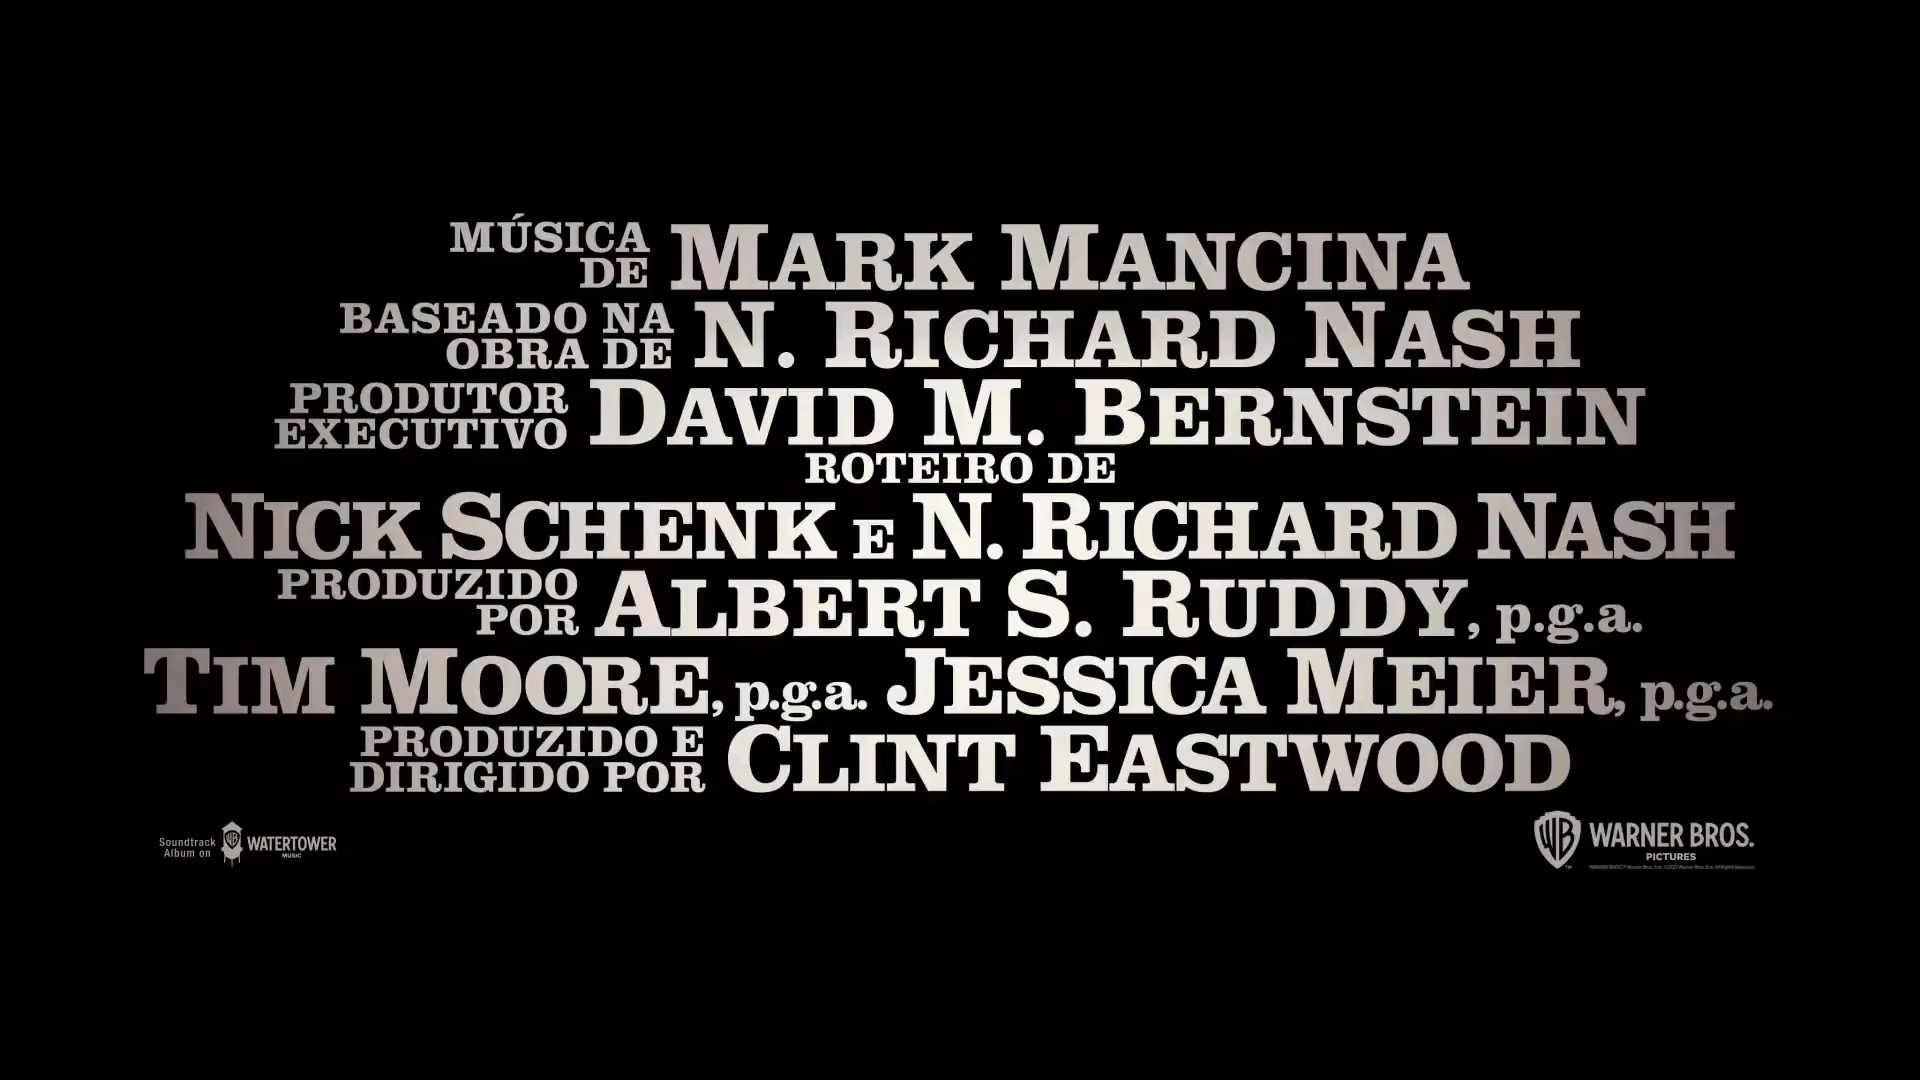 MÚSICA DE MARK MANCINA
BASEADO NA OBRA DE N. RICHARD NASH
PRODUTOR EXECUTIVO DAVID M. BERNSTEIN
ROTEIRO DE
NICK SCHENK E N. RICHARD NASH
PRODUZIDO POR ALBERT S. RUDDY, p.g.a.
TIM MOORE, p.g.a. JESSICA MEIER, p.g.a.
PRODUZIDO E DIRIGIDO POR CLINT EASTWOOD
Soundtrack Album on WB WATERTOWER MUSIC
WB WARNER BROS. PICTURES